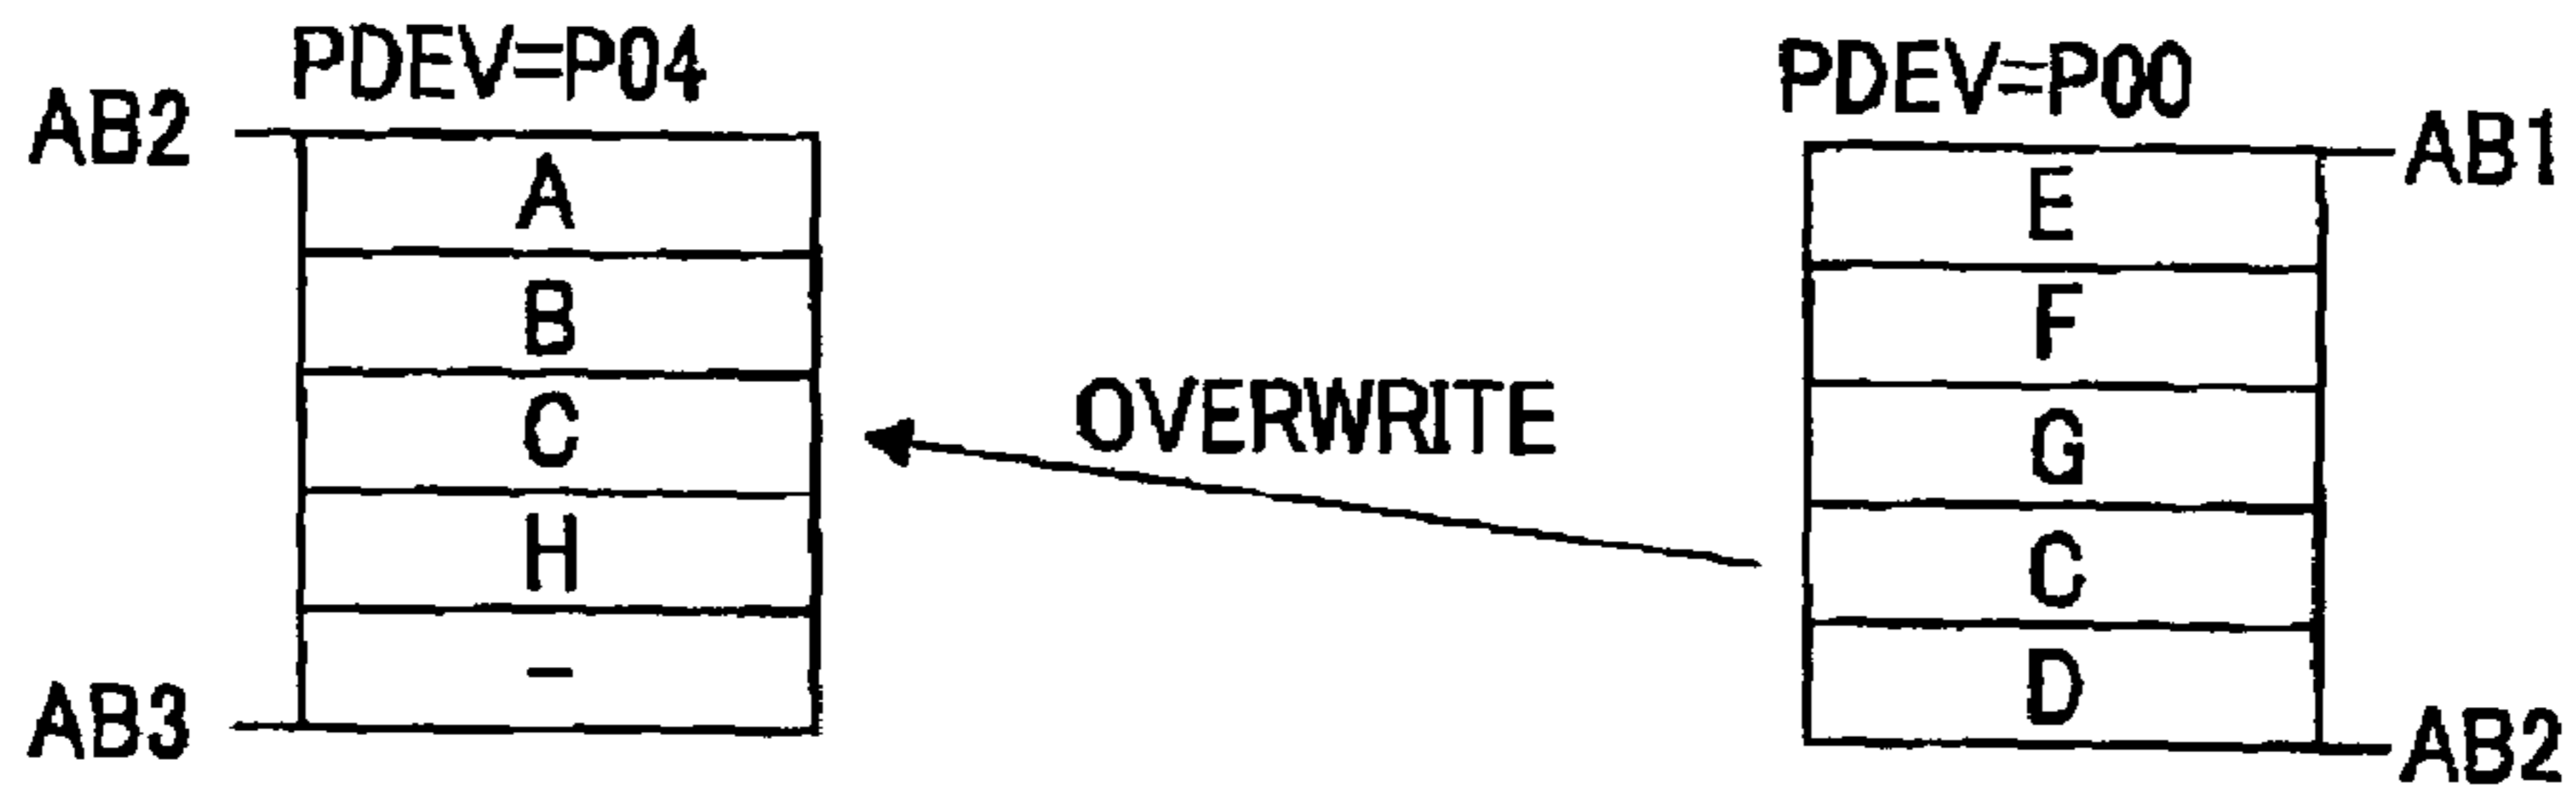 PDEV=P04
AB2
A
B
C
H
-
AB3
OVERWRITE
PDEV=P00
AB1
E
F
G
C
D
AB2